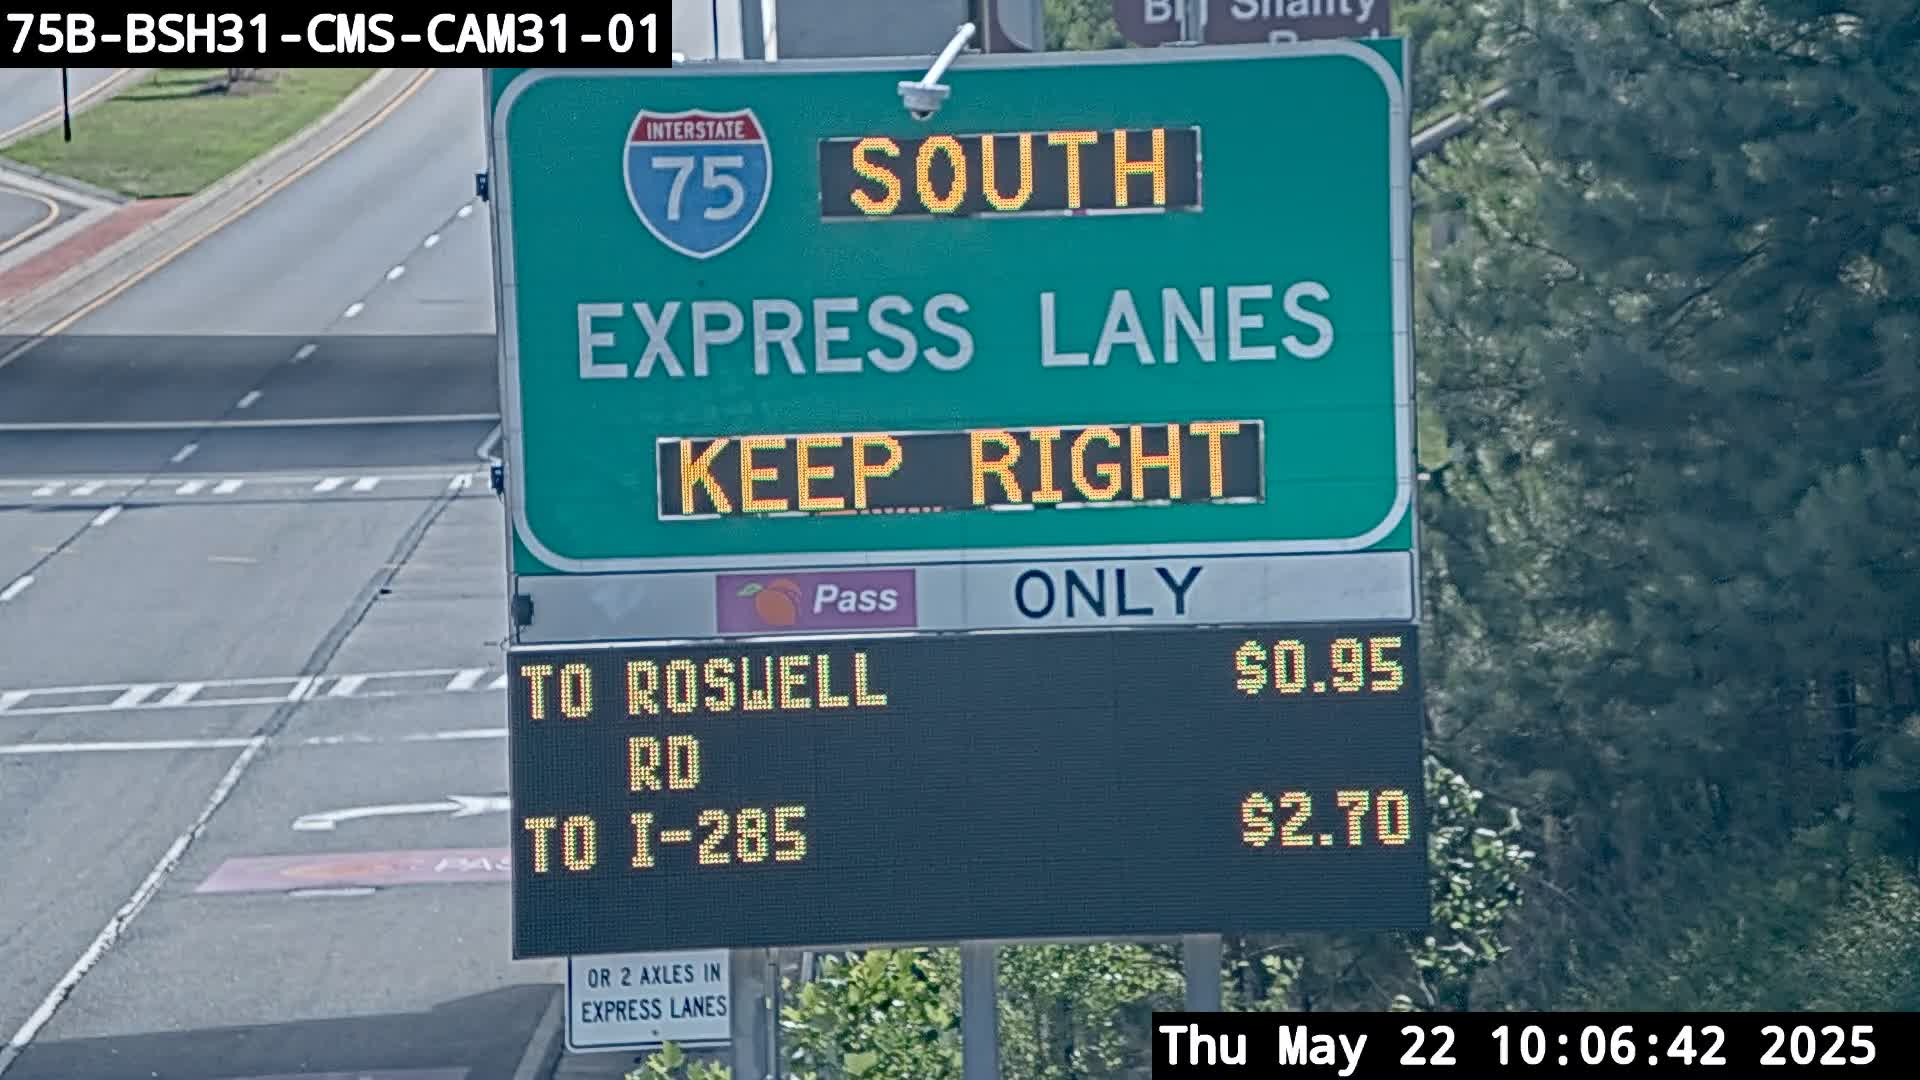 75B-BSH31-CMS-CAM31-01
Shanty
INTERSTATE
75
SOUTH
EXPRESS LANES
KEEP RIGHT
Pass ONLY
TO ROSWELL $0.95
RD
TO I-285 $2.70
OR 2 AXLES IN
EXPRESS LANES
Thu May 22 10:06:42 2025